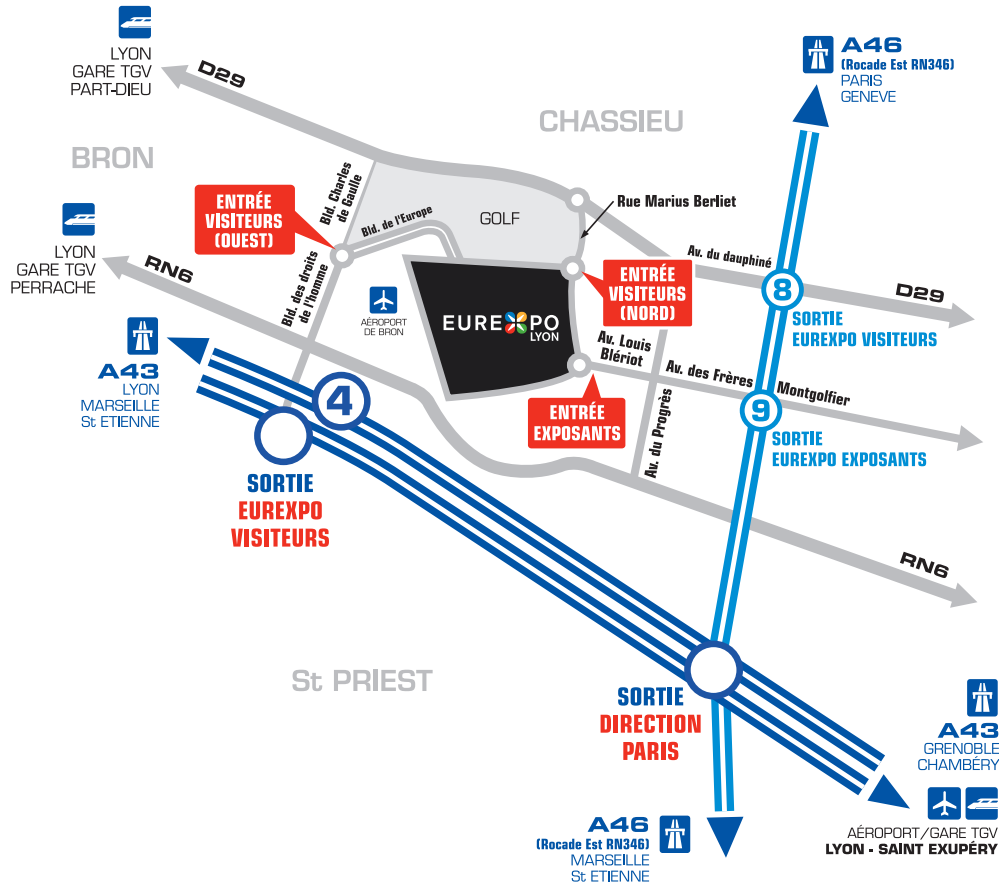 LYON
GARE TGV
PART-DIEU
D29
A46
(Rocade Est RN346)
PARIS
GENEVE
CHASSIEU
BRON
ENTRÉE
VISITEURS
(OUEST)
Bld. Charles
de Gaulle
Bld. de l'Europe
GOLF
Rue Marius Berliet
LYON
GARE TGV
PERRACHE
RN6
Bld. des droits
de l'homme
AÉROPORT
DE BRON
EUREXPO
LYON
ENTRÉE
VISITEURS
(NORD)
Av. du dauphiné
8
D29
SORTIE
EUREXPO VISITEURS
A43
LYON
MARSEILLE
St ETIENNE
4
Av. Louis
Blériot
Av. des Frères
Montgolfier
9
ENTRÉE
EXPOSANTS
Av. du Progrès
SORTIE
EUREXPO EXPOSANTS
SORTIE
EUREXPO
VISITEURS
RN6
St PRIEST
SORTIE
DIRECTION
PARIS
A43
GRENOBLE
CHAMBÉRY
A46
(Rocade Est RN346)
MARSEILLE
St ETIENNE
AÉROPORT/GARE TGV
LYON - SAINT EXUPÉRY